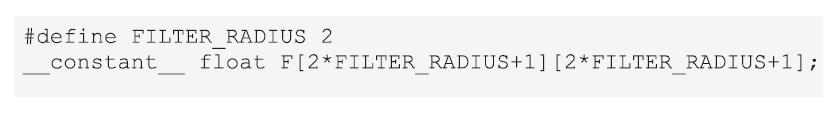 #define FILTER_RADIUS 2
__constant__ float F[2*FILTER_RADIUS+1][2*FILTER_RADIUS+1];